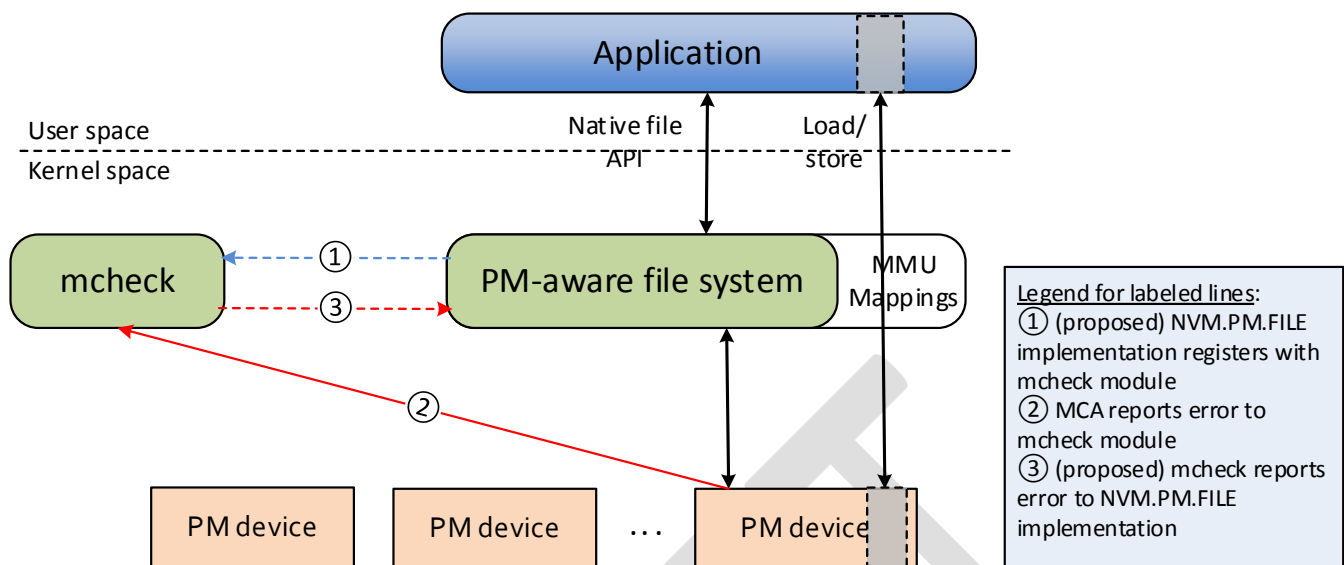 Application
User space
Kernel space
Native file
API
Load/
store
①
mcheck
③
PM-aware file system
MMU
Mappings
②
PM device
PM device
...
PM device
Legend for labeled lines:
① (proposed) NVM.PM.FILE
implementation registers with
mcheck module
② MCA reports error to
mcheck module
③ (proposed) mcheck reports
error to NVM.PM.FILE
implementation